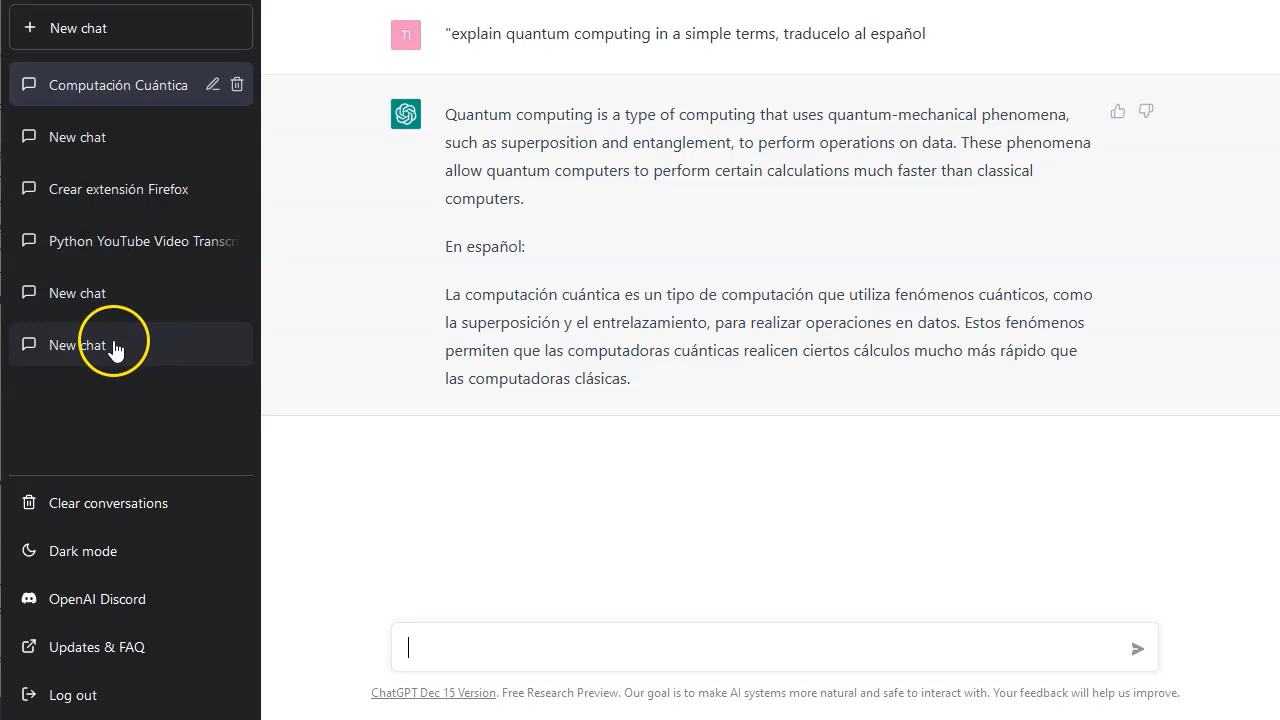 New chat
Computación Cuántica
New chat
Crear extensión Firefox
Python YouTube Video Transcr
New chat
New chat
Clear conversations
Dark mode
OpenAI Discord
Updates & FAQ
Log out
TI
"explain quantum computing in a simple terms, traducelo al español
Quantum computing is a type of computing that uses quantum-mechanical phenomena,
such as superposition and entanglement, to perform operations on data. These phenomena
allow quantum computers to perform certain calculations much faster than classical
computers.
En español:
La computación cuántica es un tipo de computación que utiliza fenómenos cuánticos, como
la superposición y el entrelazamiento, para realizar operaciones en datos. Estos fenómenos
permiten que las computadoras cuánticas realicen ciertos cálculos mucho más rápido que
las computadoras clásicas.
ChatGPT Dec 15 Version. Free Research Preview. Our goal is to make AI systems more natural and safe to interact with. Your feedback will help us improve.